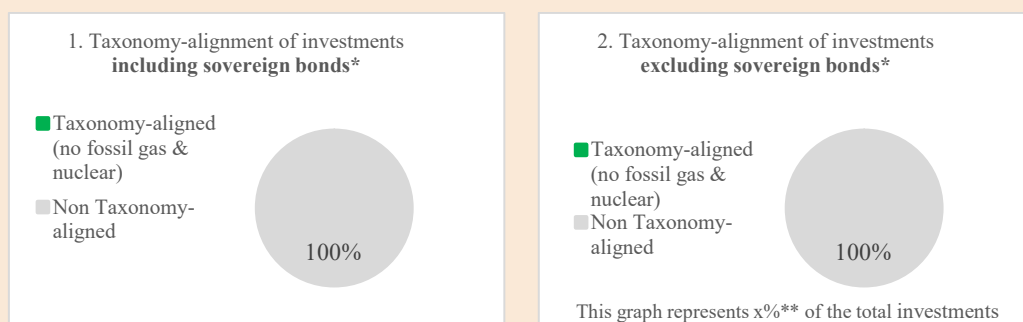 1. Taxonomy-alignment of investments
including sovereign bonds*
Taxonomy-aligned
(no fossil gas &
nuclear)
Non Taxonomy-
aligned
100%
2. Taxonomy-alignment of investments
excluding sovereign bonds*
Taxonomy-aligned
(no fossil gas &
nuclear)
Non Taxonomy-
aligned
100%
This graph represents x%** of the total investments